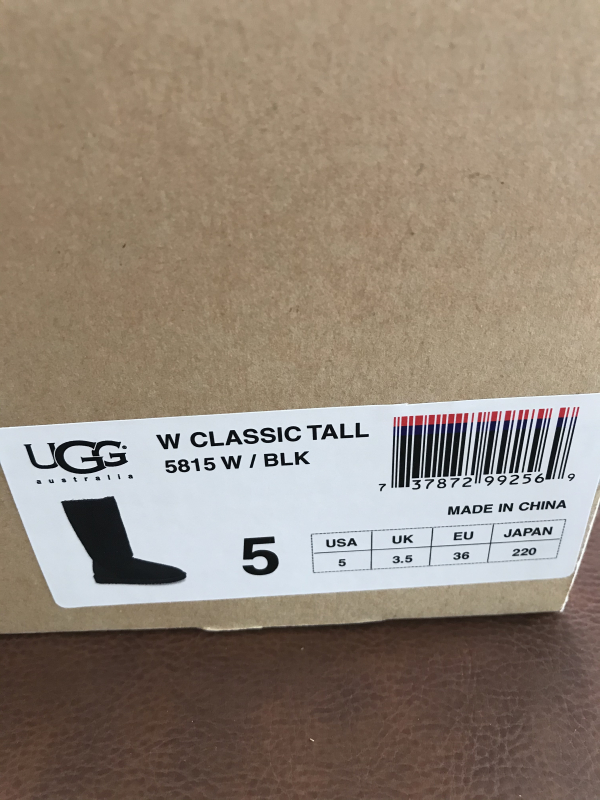 UGG
australia
W CLASSIC TALL
5815 W / BLK
7 37872 99256 9
MADE IN CHINA
5
USA UK EU JAPAN
5 3.5 36 220